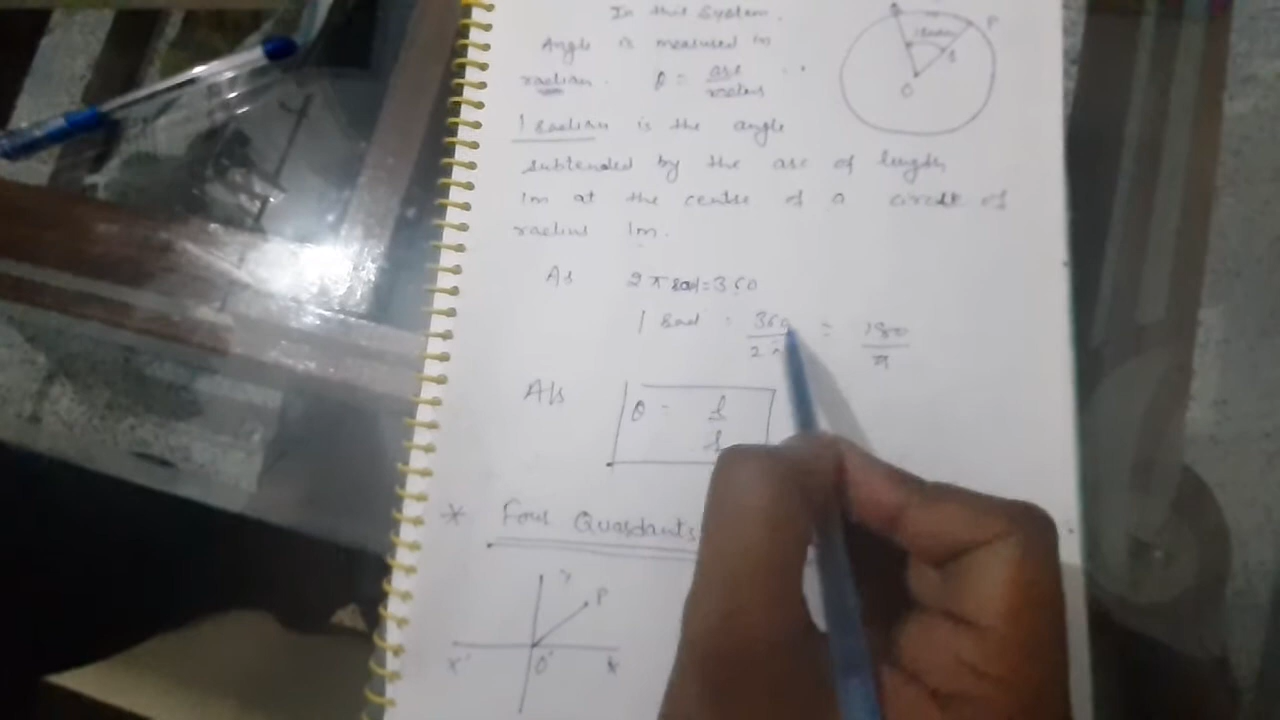 In this System.
Angle is measured in
radian. θ = arc / radius
1 radian is the angle
subtended by the arc of length
1m at the centre of a circle of
radius 1m.
As 2π rad = 360
1 rad = 360 / 2π = 180 / π
Als θ =
* Four Quardants
Y
P
X' O X
P
O